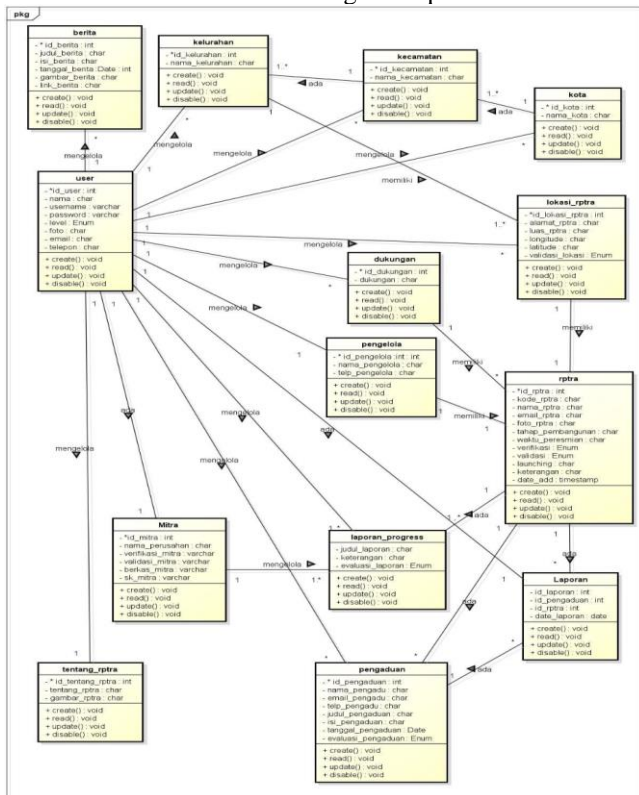 pkg
berita
- * id_berita : int
- judul_berita : char
- isi_berita : char
- tanggal_berita Date : int
- gambar_berita : char
- link_berita : char
+ create() : void
+ read() : void
+ update() : void
+ disable() : void
kelurahan
- *id_kelurahan : int
- nama_kelurahan : char
+ create() : void
+ read() : void
+ update() : void
+ disable() : void
kecamatan
- *id_kecamatan : int
- nama_kecamatan : char
+ create() : void
+ read() : void
+ update() : void
+ disable() : void
kota
- * id_kota : int
- nama_kota : char
+ create() : void
+ read() : void
+ update() : void
+ disable() : void
1..*
ada
1
1..*
ada
1
mengelola
mengelola
mengelola
mengelola
memiliki
user
- *id_user : int
- nama : char
- username : varchar
- password : varchar
- level : Enum
- foto : char
- email : char
- telepon : char
+ create() : void
+ read() : void
+ update() : void
+ disable() : void
lokasi_rptra
- *id_lokasi_rptra : int
- alamat_rptra : char
- luas_rptra : char
- longitude : char
- latitude : char
- validasi_lokasi : Enum
+ create() : void
+ read() : void
+ update() : void
+ disable() : void
1..*
mengelola
mengelola
dukungan
- * id_dukungan : int
- dukungan : char
+ create() : void
+ read() : void
+ update() : void
+ disable() : void
memiliki
memiliki
mengelola
pengelola
- * id_pengelola int : int
- nama_pengelola : char
- telp_pengelola : char
+ create() : void
+ read() : void
+ update() : void
+ disable() : void
memiliki
rptra
- *id_rptra : int
- kode_rptra : char
- nama_rptra : char
- email_rptra : char
- foto_rptra : char
- tahap_pembangunan : char
- waktu_peresmian : char
- verifikasi : Enum
- validasi : Enum
- launching : char
- keterangan : char
- date_add : timestamp
+ create() : void
+ read() : void
+ update() : void
+ disable() : void
ada
mengelola
ada
mengelola
mengelola
Mitra
- *id_mitra : int
- nama_perusahan : char
- verifikasi_mitra : varchar
- validasi_mitra : varchar
- berkas_mitra : varchar
- sk_mitra : varchar
+ create() : void
+ read() : void
+ update() : void
+ disable() : void
mengelola
1..*
laporan_progress
- judul_laporan : char
- keterangan : char
- evaluasi_laporan : Enum
+ create() : void
+ read() : void
+ update() : void
+ disable() : void
ada
ada
ada
Laporan
- id_laporan : int
- id_pengaduan : int
- id_rptra : int
- date_laporan : date
+ create() : void
+ read() : void
+ update() : void
+ disable() : void
ada
tentang_rptra
- * id_tentang_rptra : int
- tentang_rptra : char
- gambar_rptra : char
+ create() : void
+ read() : void
+ update() : void
+ disable() : void
pengaduan
- * id_pengaduan : int
- nama_pengadu : char
- email_pengadu : char
- telp_pengadu : char
- judul_pengaduan : char
- isi_pengaduan : char
- tanggal_pengaduan : Date
- evaluasi_pengaduan : Enum
+ create() : void
+ read() : void
+ update() : void
+ disable() : void